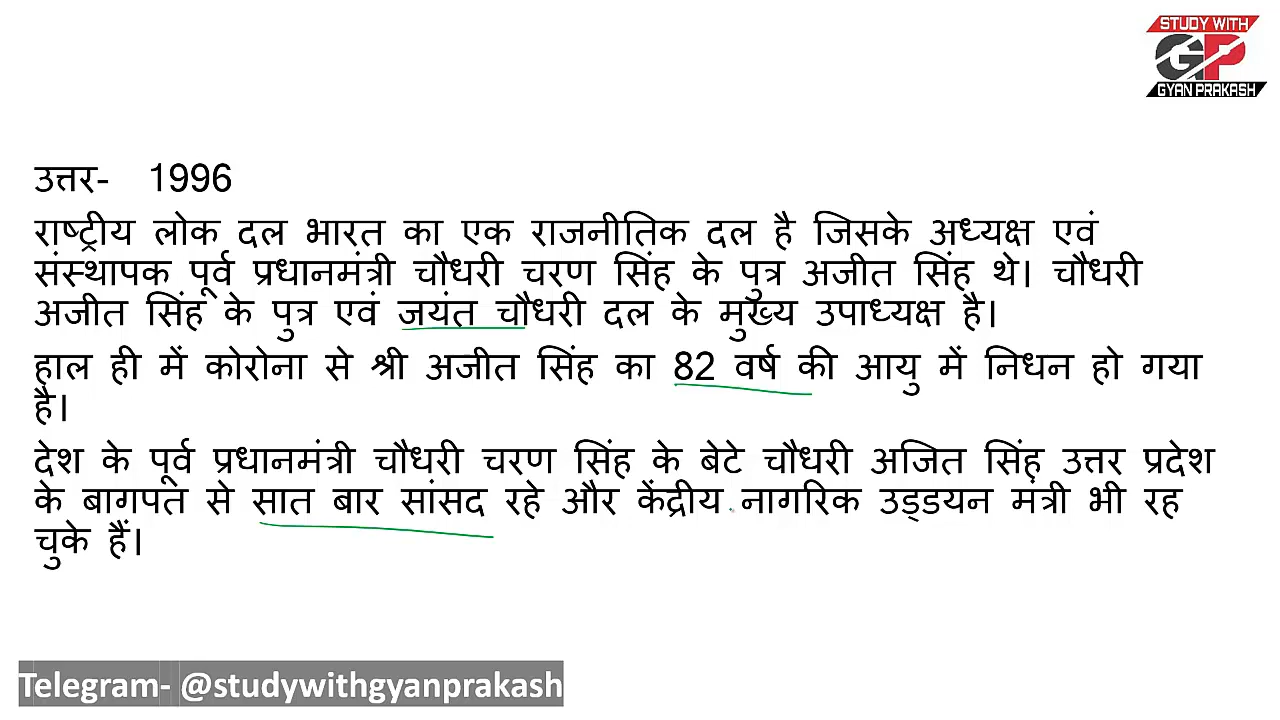 STUDY WITH
GP
GYAN PRAKASH
उत्तर- 1996
राष्ट्रीय लोक दल भारत का एक राजनीतिक दल है जिसके अध्यक्ष एवं
संस्थापक पूर्व प्रधानमंत्री चौधरी चरण सिंह के पुत्र अजीत सिंह थे। चौधरी
अजीत सिंह के पुत्र एवं जयंत चौधरी दल के मुख्य उपाध्यक्ष है।
हाल ही में कोरोना से श्री अजीत सिंह का 82 वर्ष की आयु में निधन हो गया
है।
देश के पूर्व प्रधानमंत्री चौधरी चरण सिंह के बेटे चौधरी अजित सिंह उत्तर प्रदेश
के बागपत से सात बार सांसद रहे और केंद्रीय नागरिक उड्डयन मंत्री भी रह
चुके हैं।
Telegram- @studywithgyanprakash